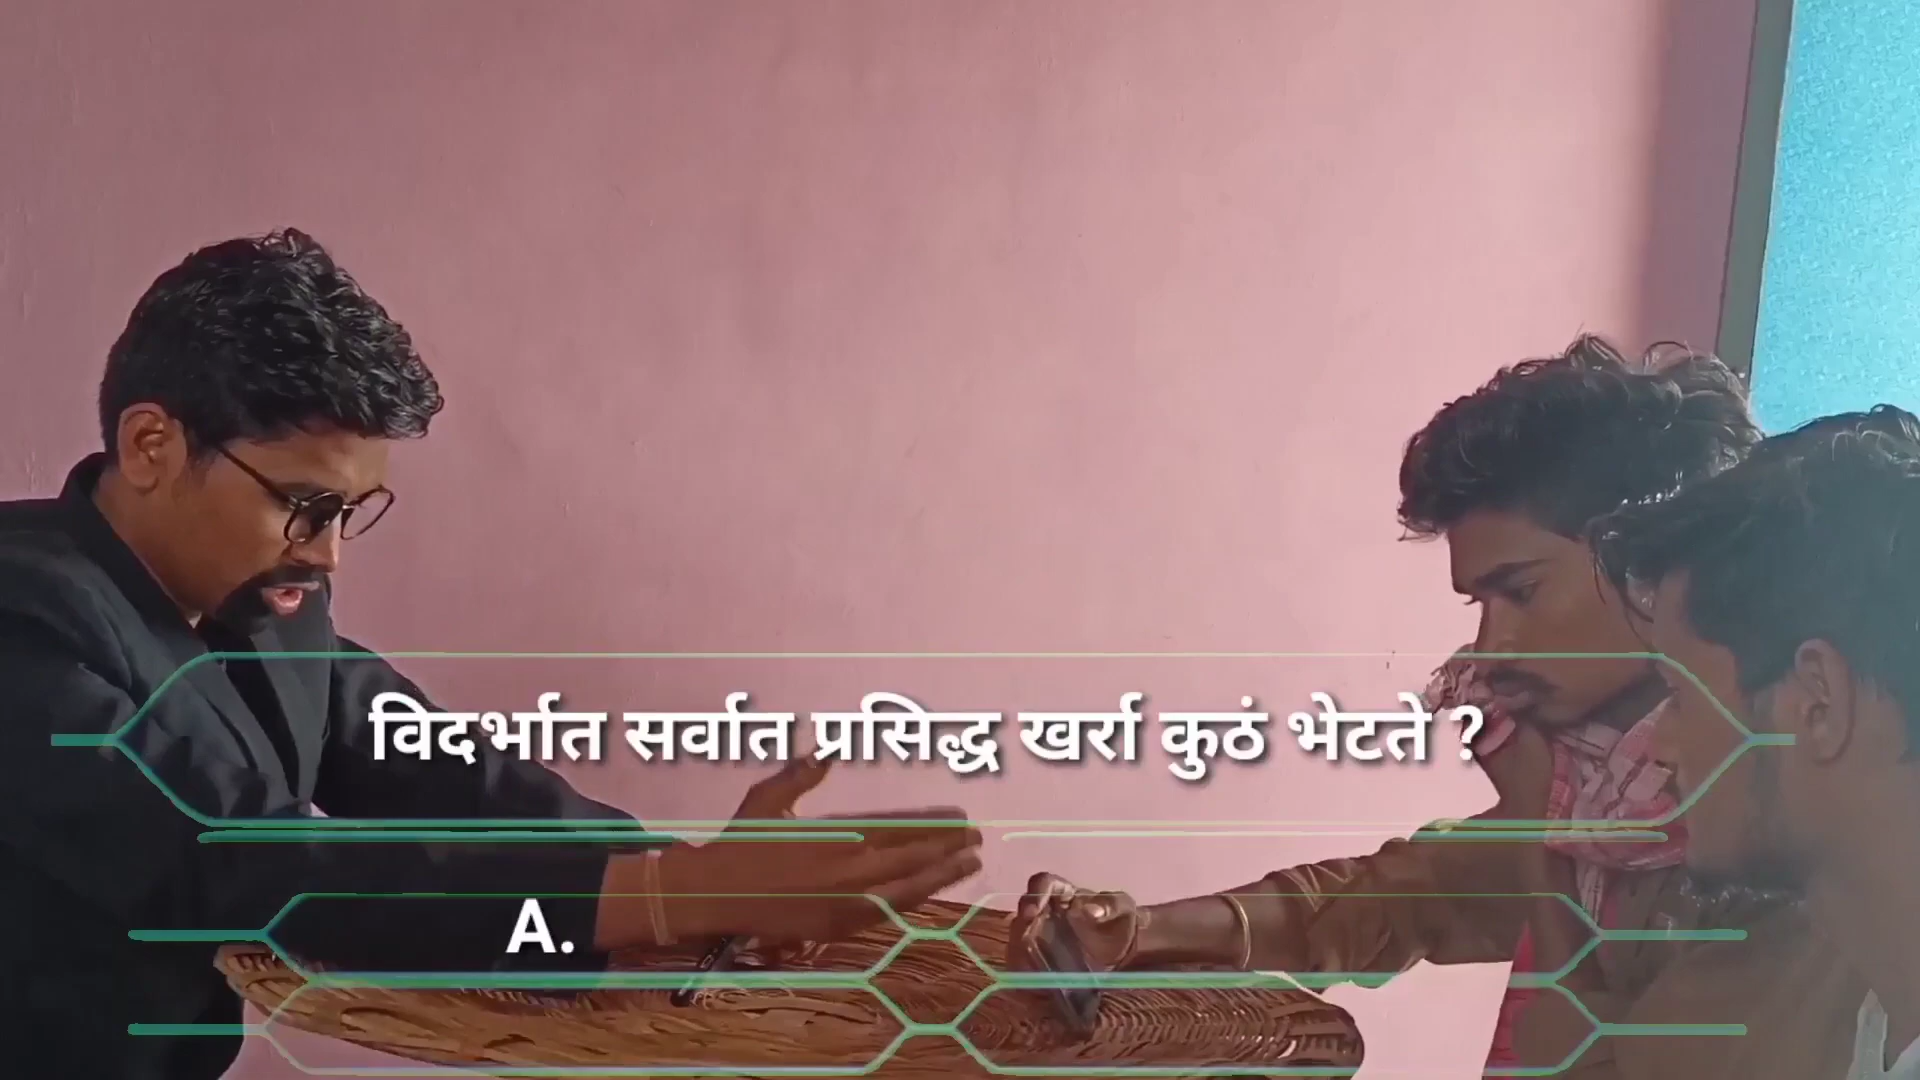 विदर्भात सर्वात प्रसिद्ध खर्रा कुठं भेटते ?
A.